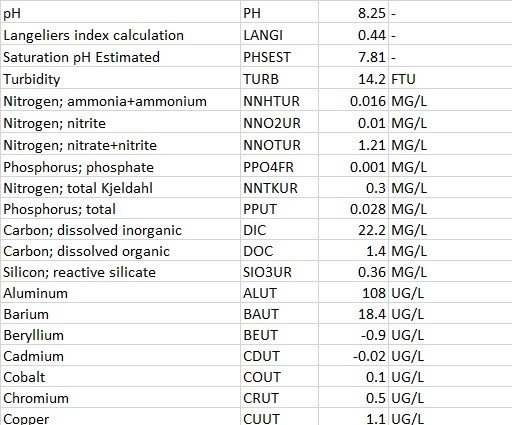 pH PH 8.25 -
Langeliers index calculation LANGI 0.44 -
Saturation pH Estimated PHSEST 7.81 -
Turbidity TURB 14.2 FTU
Nitrogen; ammonia+ammonium NNHTUR 0.016 MG/L
Nitrogen; nitrite NNO2UR 0.01 MG/L
Nitrogen; nitrate+nitrite NNOTUR 1.21 MG/L
Phosphorus; phosphate PPO4FR 0.001 MG/L
Nitrogen; total Kjeldahl NNTKUR 0.3 MG/L
Phosphorus; total PPUT 0.028 MG/L
Carbon; dissolved inorganic DIC 22.2 MG/L
Carbon; dissolved organic DOC 1.4 MG/L
Silicon; reactive silicate SIO3UR 0.36 MG/L
Aluminum ALUT 108 UG/L
Barium BAUT 18.4 UG/L
Beryllium BEUT -0.9 UG/L
Cadmium CDUT -0.02 UG/L
Cobalt COUT 0.1 UG/L
Chromium CRUT 0.5 UG/L
Copper CUUT 1.1 UG/L